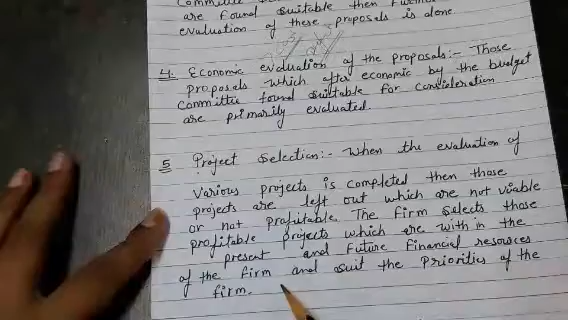 Committee
are found suitable then
evaluation of these proposals is done
4. Economic evaluation of the proposals:- Those
proposals which after economic by the budget
Committee found suitable for consideration
are primarily evaluated.
5 Project Selection:- When the evaluation of
Various projects is completed then those
projects are left out which are not viable
or not profitable. The firm selects those
profitable projects which are with in the
present and future financial resources
of the firm and suit the Priorities of the
firm.